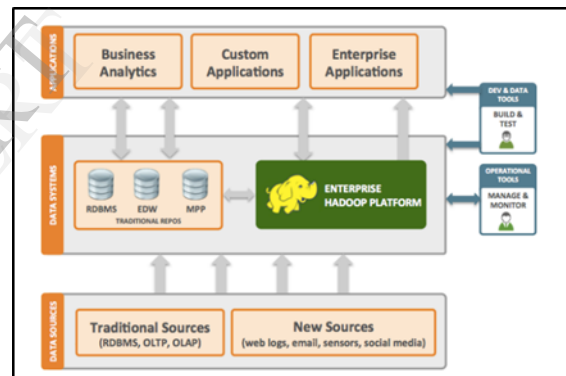 APPLICATIONS
Business
Analytics
Custom
Applications
Enterprise
Applications
DEV & DATA
TOOLS
BUILD &
TEST
DATA SYSTEMS
RDBMS
EDW
MPP
TRADITIONAL REPOS
ENTERPRISE
HADOOP PLATFORM
OPERATIONAL
TOOLS
MANAGE &
MONITOR
DATA SOURCES
Traditional Sources
(RDBMS, OLTP, OLAP)
New Sources
(web logs, email, sensors, social media)